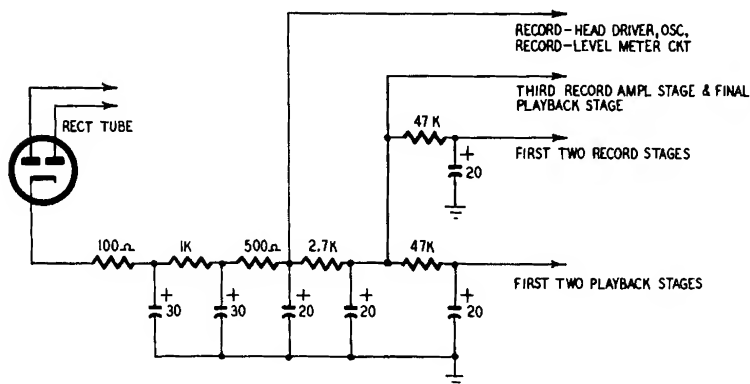 RECORD-HEAD DRIVER, OSC,
RECORD-LEVEL METER CKT
THIRD RECORD AMPL STAGE & FINAL
PLAYBACK STAGE
RECT TUBE
47 K
FIRST TWO RECORD STAGES
+
20
100Ω
1K
500Ω
2.7K
47K
FIRST TWO PLAYBACK STAGES
+
30
+
30
+
20
+
20
+
20